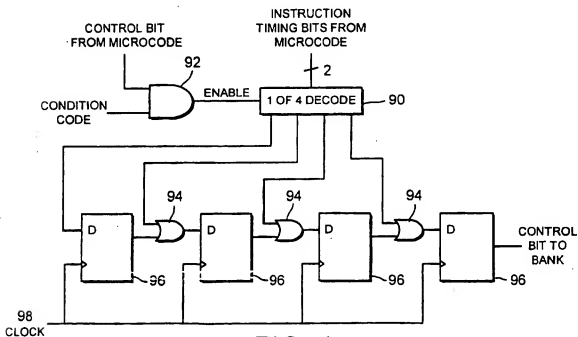 CONTROL BIT
FROM MICROCODE
INSTRUCTION
TIMING BITS FROM
MICROCODE
92
2
CONDITION
CODE
ENABLE
1 OF 4 DECODE
90
94
94
94
D
D
D
D
CONTROL
BIT TO
BANK
96
96
96
96
98
CLOCK